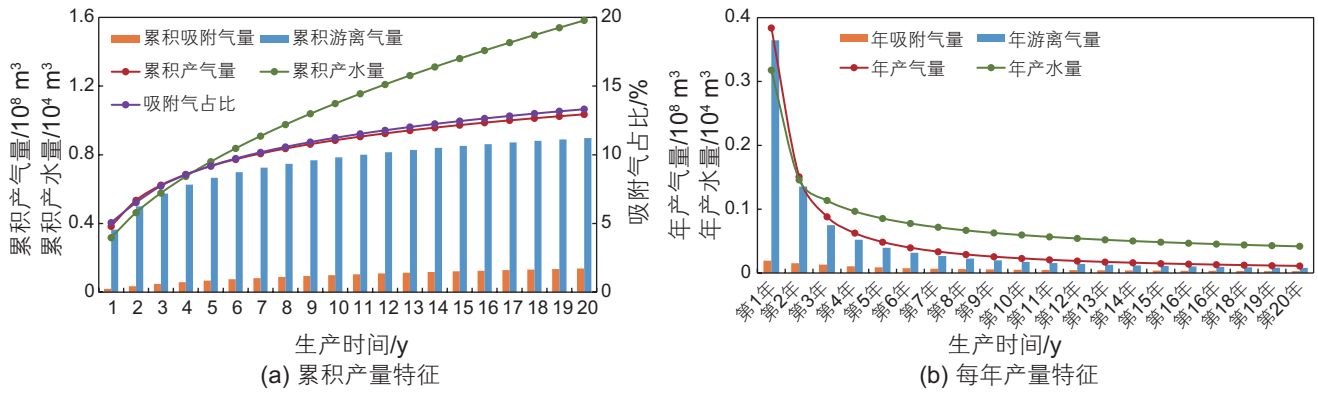 1.6
1.2
0.8
0.4
0
累积产气量/10⁸ m³
累积产水量/10⁴ m³
累积吸附气量
累积游离气量
累积产气量
累积产水量
吸附气占比
20
15
10
5
0
吸附气占比/%
1 2 3 4 5 6 7 8 9 10 11 12 13 14 15 16 17 18 19 20
生产时间/y
(a) 累积产量特征
0.4
0.3
0.2
0.1
0
年产气量/10⁸ m³
年产水量/10⁴ m³
年吸附气量
年游离气量
年产气量
年产水量
第1年 第2年 第3年 第4年 第5年 第6年 第7年 第8年 第9年 第10年 第11年 第12年 第13年 第14年 第15年 第16年 第16年 第18年 第19年 第20年
生产时间/y
(b) 每年产量特征